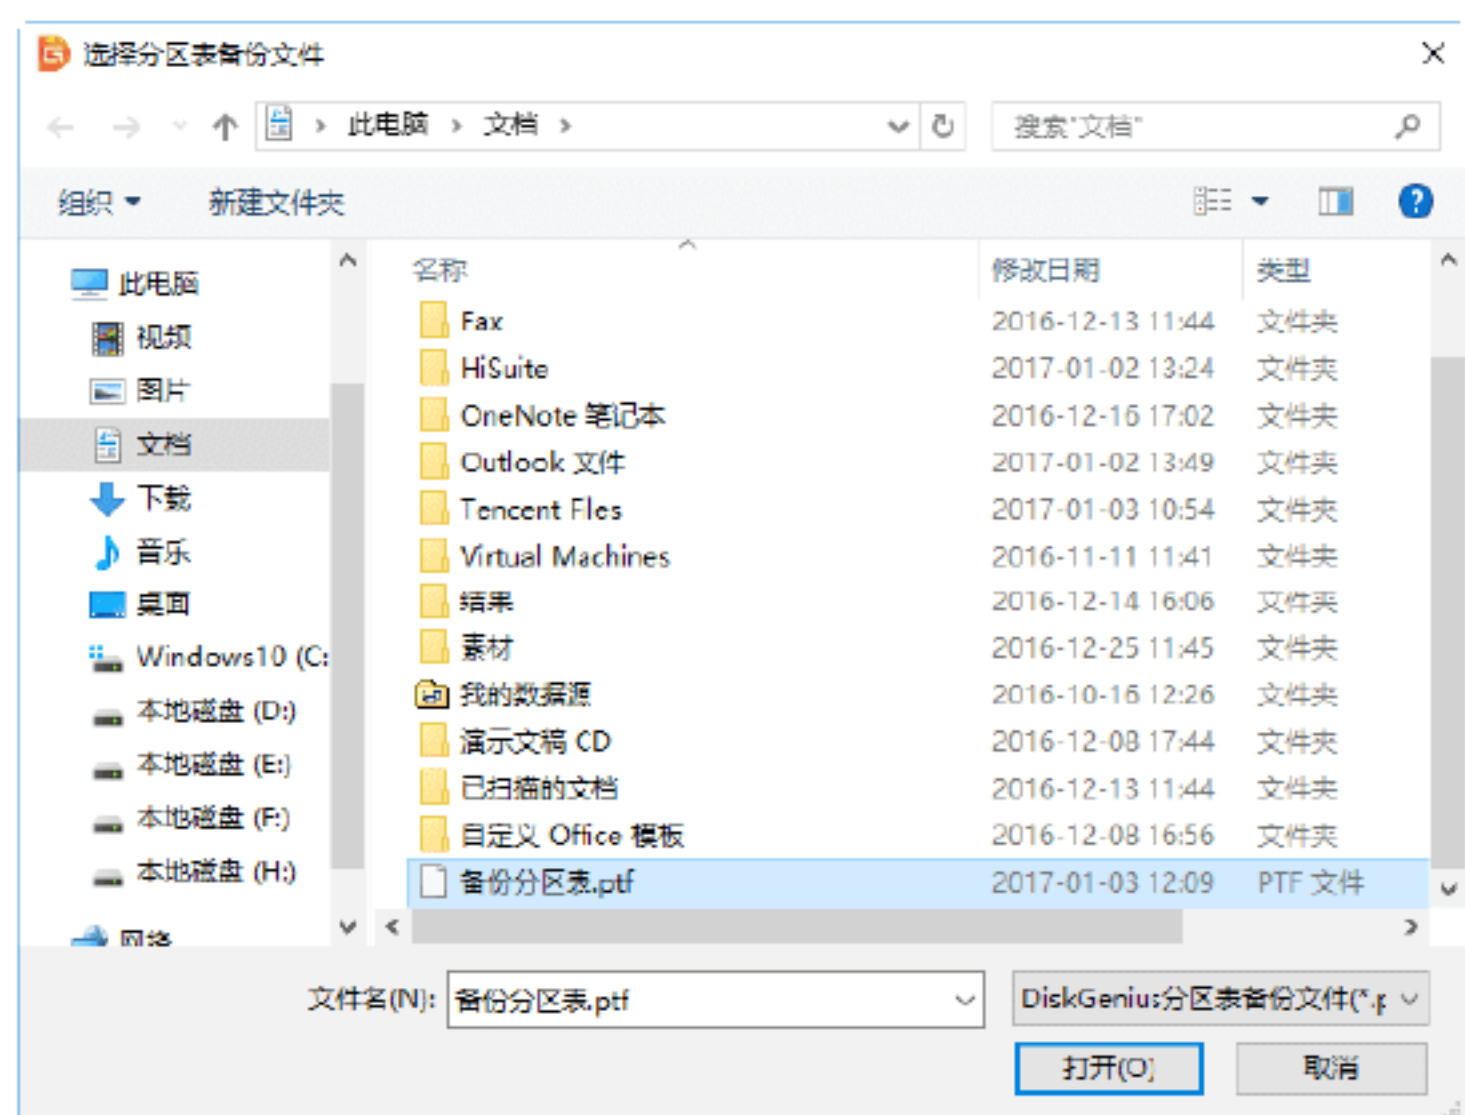 选择分区表备份文件
此电脑 › 文档 ›
搜索"文档"
组织 新建文件夹
此电脑
视频
图片
文档
下载
音乐
桌面
Windows10 (C:
本地磁盘 (D:)
本地磁盘 (E:)
本地磁盘 (F:)
本地磁盘 (H:)
网络
名称 修改日期 类型
Fax 2016-12-13 11:44 文件夹
HiSuite 2017-01-02 13:24 文件夹
OneNote 笔记本 2016-12-16 17:02 文件夹
Outlook 文件 2017-01-02 13:49 文件夹
Tencent Files 2017-01-03 10:54 文件夹
Virtual Machines 2016-11-11 11:41 文件夹
结果 2016-12-14 16:06 文件夹
素材 2016-12-25 11:45 文件夹
我的数据源 2016-10-16 12:26 文件夹
演示文稿 CD 2016-12-08 17:44 文件夹
已扫描的文档 2016-12-13 11:44 文件夹
自定义 Office 模板 2016-12-08 16:56 文件夹
备份分区表.ptf 2017-01-03 12:09 PTF 文件
文件名(N): 备份分区表.ptf
DiskGenius分区表备份文件(*.p
打开(O) 取消